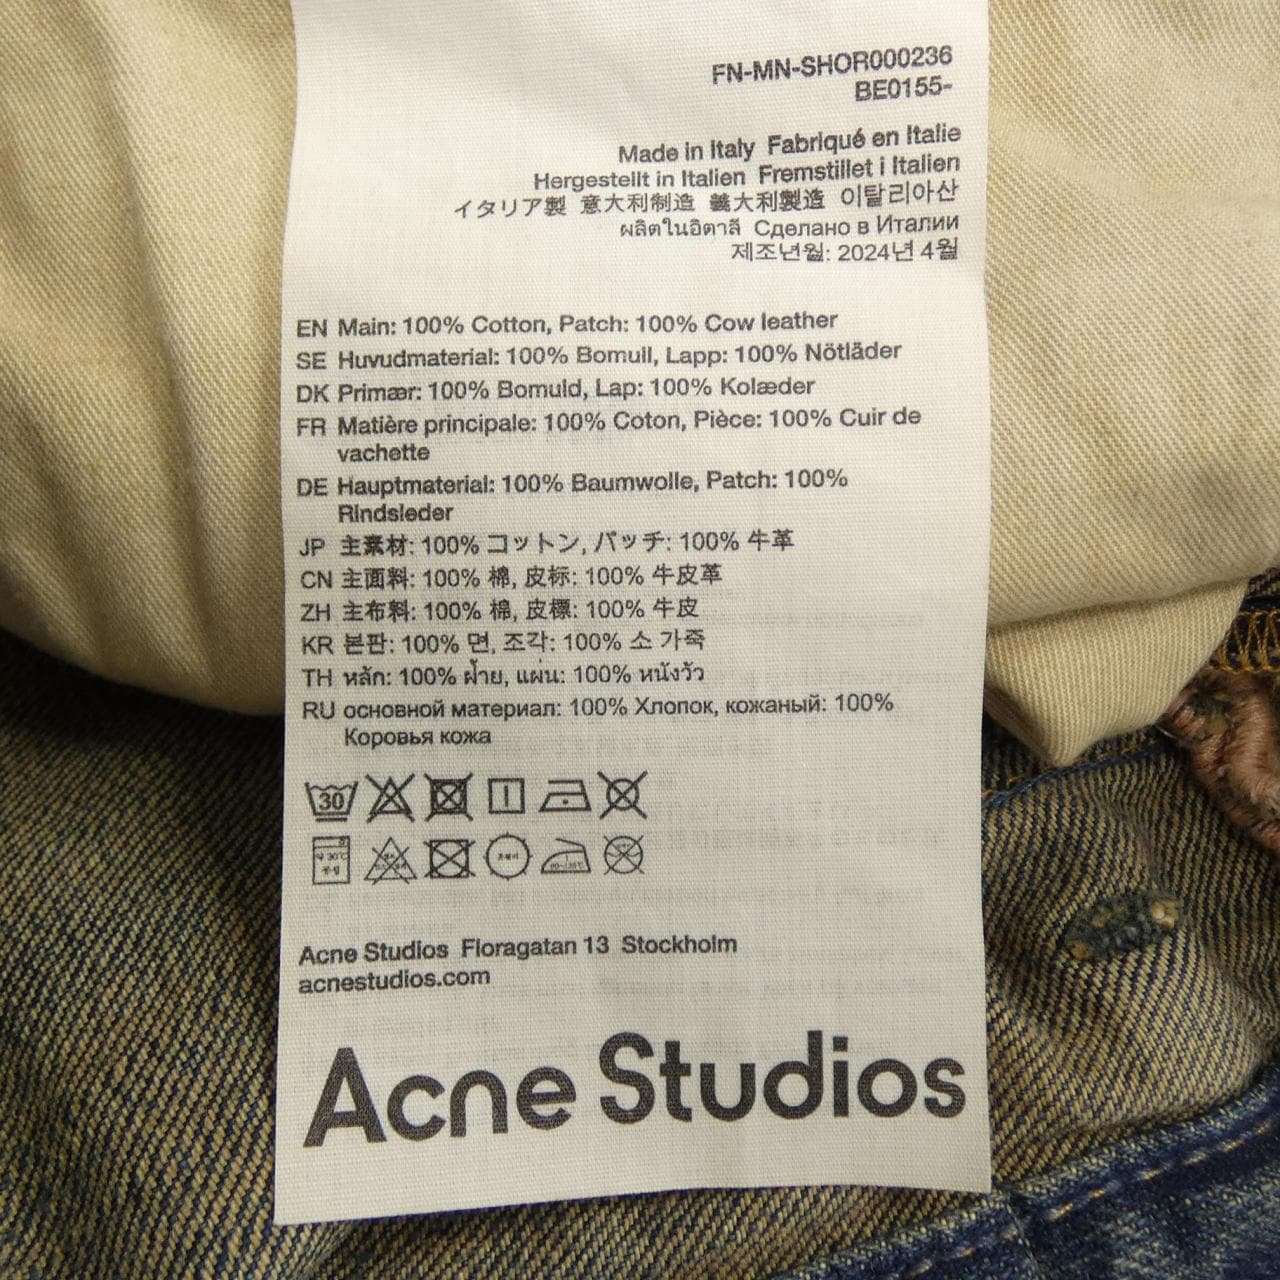 FN-MN-SHOR000236
BE0155-
Made in Italy Fabriqué en Italie
Hergestellt in Italien Fremstillet i Italien
イタリア製 意大利制造 義大利製造 이탈리아산
ผลิตในอิตาลี Сделано в Италии
제조년월: 2024년 4월
EN Main: 100% Cotton, Patch: 100% Cow leather
SE Huvudmaterial: 100% Bomull, Lapp: 100% Nötläder
DK Primær: 100% Bomuld, Lap: 100% Kolæder
FR Matière principale: 100% Coton, Pièce: 100% Cuir de
vachette
DE Hauptmaterial: 100% Baumwolle, Patch: 100%
Rindsleder
JP 主素材: 100% コットン, パッチ: 100% 牛革
CN 主面料: 100% 棉, 皮标: 100% 牛皮革
ZH 主布料: 100% 棉, 皮標: 100% 牛皮
KR 본판: 100% 면, 조각: 100% 소 가죽
TH หลัก: 100% ฝ้าย, แผ่น: 100% หนังวัว
RU основной материал: 100% Хлопок, кожаный: 100%
Коровья кожа
30
Acne Studios Floragatan 13 Stockholm
acnestudios.com
Acne Studios